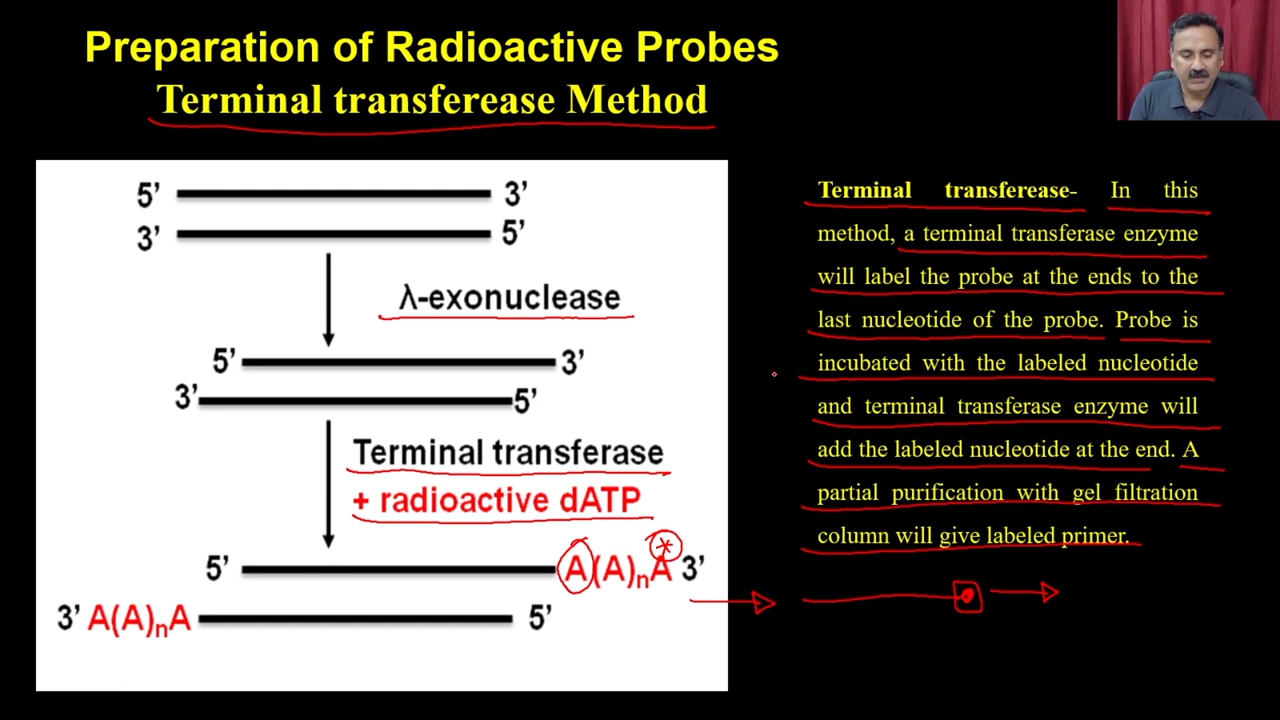 Preparation of Radioactive Probes
Terminal transferease Method
5’ 3’
3’ 5’
λ-exonuclease
5’ 3’
3’ 5’
Terminal transferase
+ radioactive dATP
5’ A(A)nA 3’
3’ A(A)nA 5’
Terminal transferease- In this
method, a terminal transferase enzyme
will label the probe at the ends to the
last nucleotide of the probe. Probe is
incubated with the labeled nucleotide
and terminal transferase enzyme will
add the labeled nucleotide at the end. A
partial purification with gel filtration
column will give labeled primer.